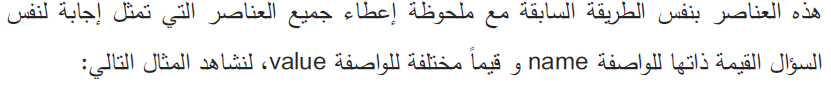 هذه العناصر بنفس الطريقة السابقة مع ملحوظة إعطاء جميع العناصر التي تمثل إجابة لنفس
السؤال القيمة ذاتها للواصفة name و قيماً مختلفة للواصفة value، لنشاهد المثال التالي: